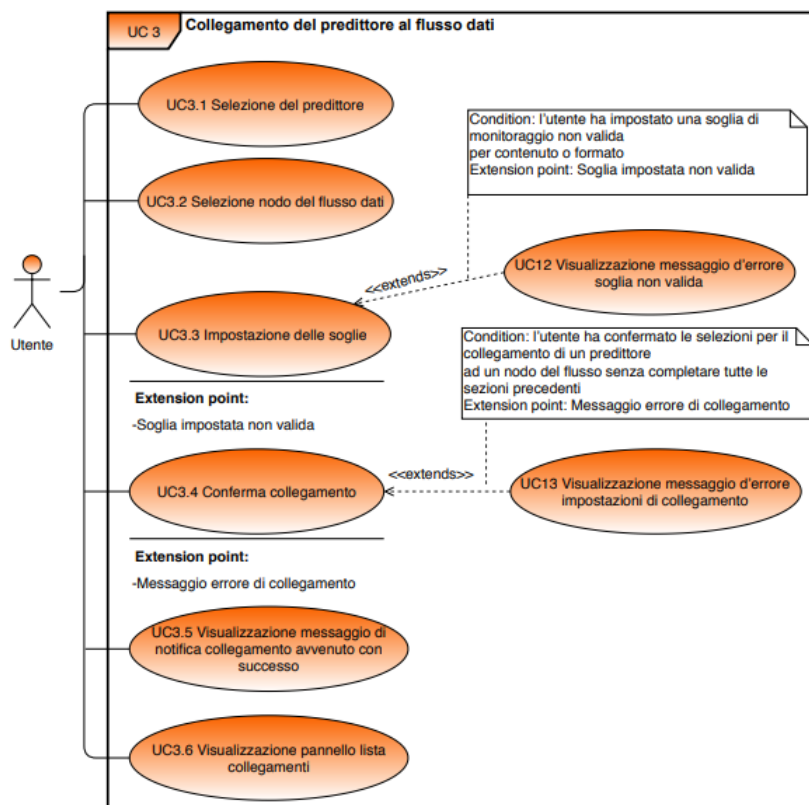 UC 3
Collegamento del predittore al flusso dati
UC3.1 Selezione del predittore
Condition: l'utente ha impostato una soglia di
monitoraggio non valida
per contenuto o formato
Extension point: Soglia impostata non valida
UC3.2 Selezione nodo del flusso dati
<<extends>>
UC12 Visualizzazione messaggio d'errore
soglia non valida
Utente
UC3.3 Impostazione delle soglie
Condition: l'utente ha confermato le selezioni per il
collegamento di un predittore
ad un nodo del flusso senza completare tutte le
sezioni precedenti
Extension point: Messaggio errore di collegamento
Extension point:
-Soglia impostata non valida
<<extends>>
UC3.4 Conferma collegamento
UC13 Visualizzazione messaggio d'errore
impostazioni di collegamento
Extension point:
-Messaggio errore di collegamento
UC3.5 Visualizzazione messaggio di
notifica collegamento avvenuto con
successo
UC3.6 Visualizzazione pannello lista
collegamenti